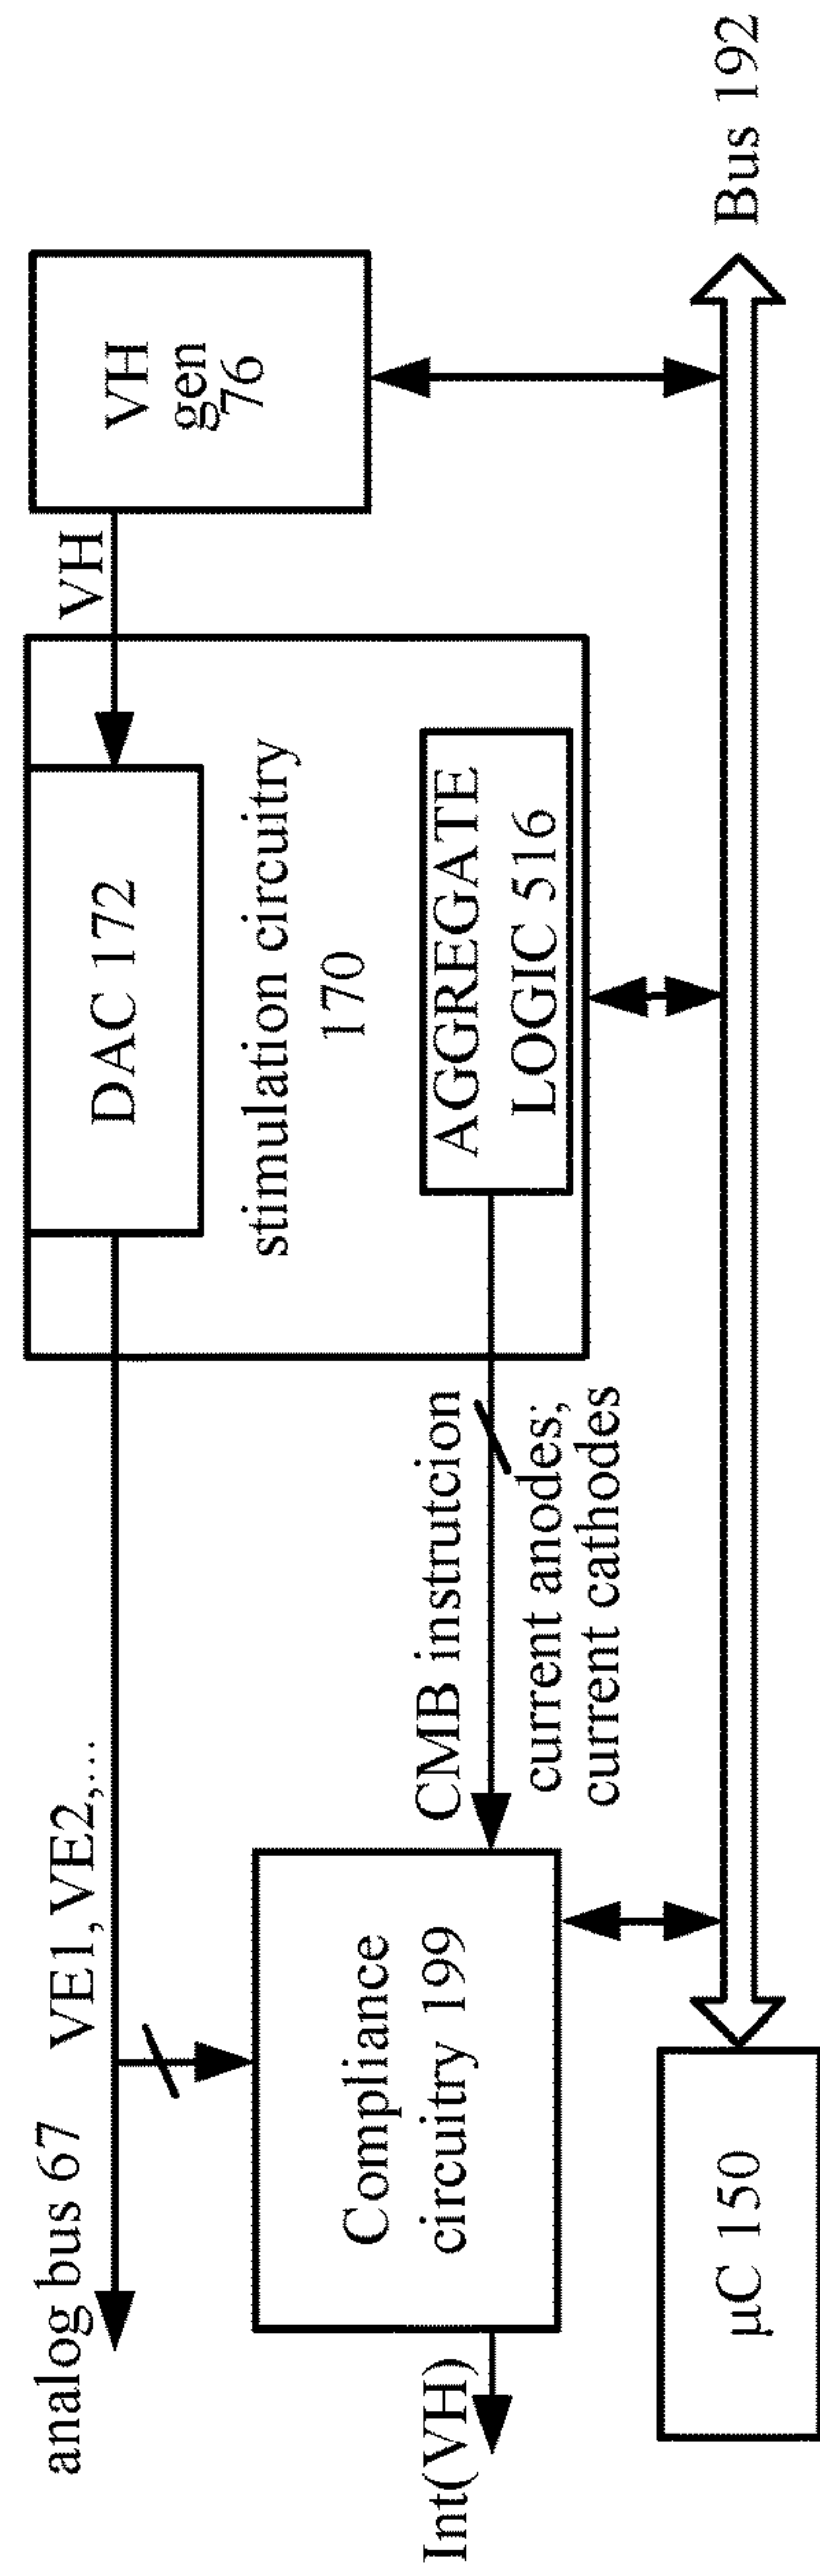 analog bus 67
VE1,VE2,...
VH
DAC 172
VH
gen
76
stimulation circuitry
170
AGGREGATE
LOGIC 516
CMB instrutcion
current anodes;
current cathodes
Compliance
circuitry 199
Int(VH)
µC 150
Bus 192